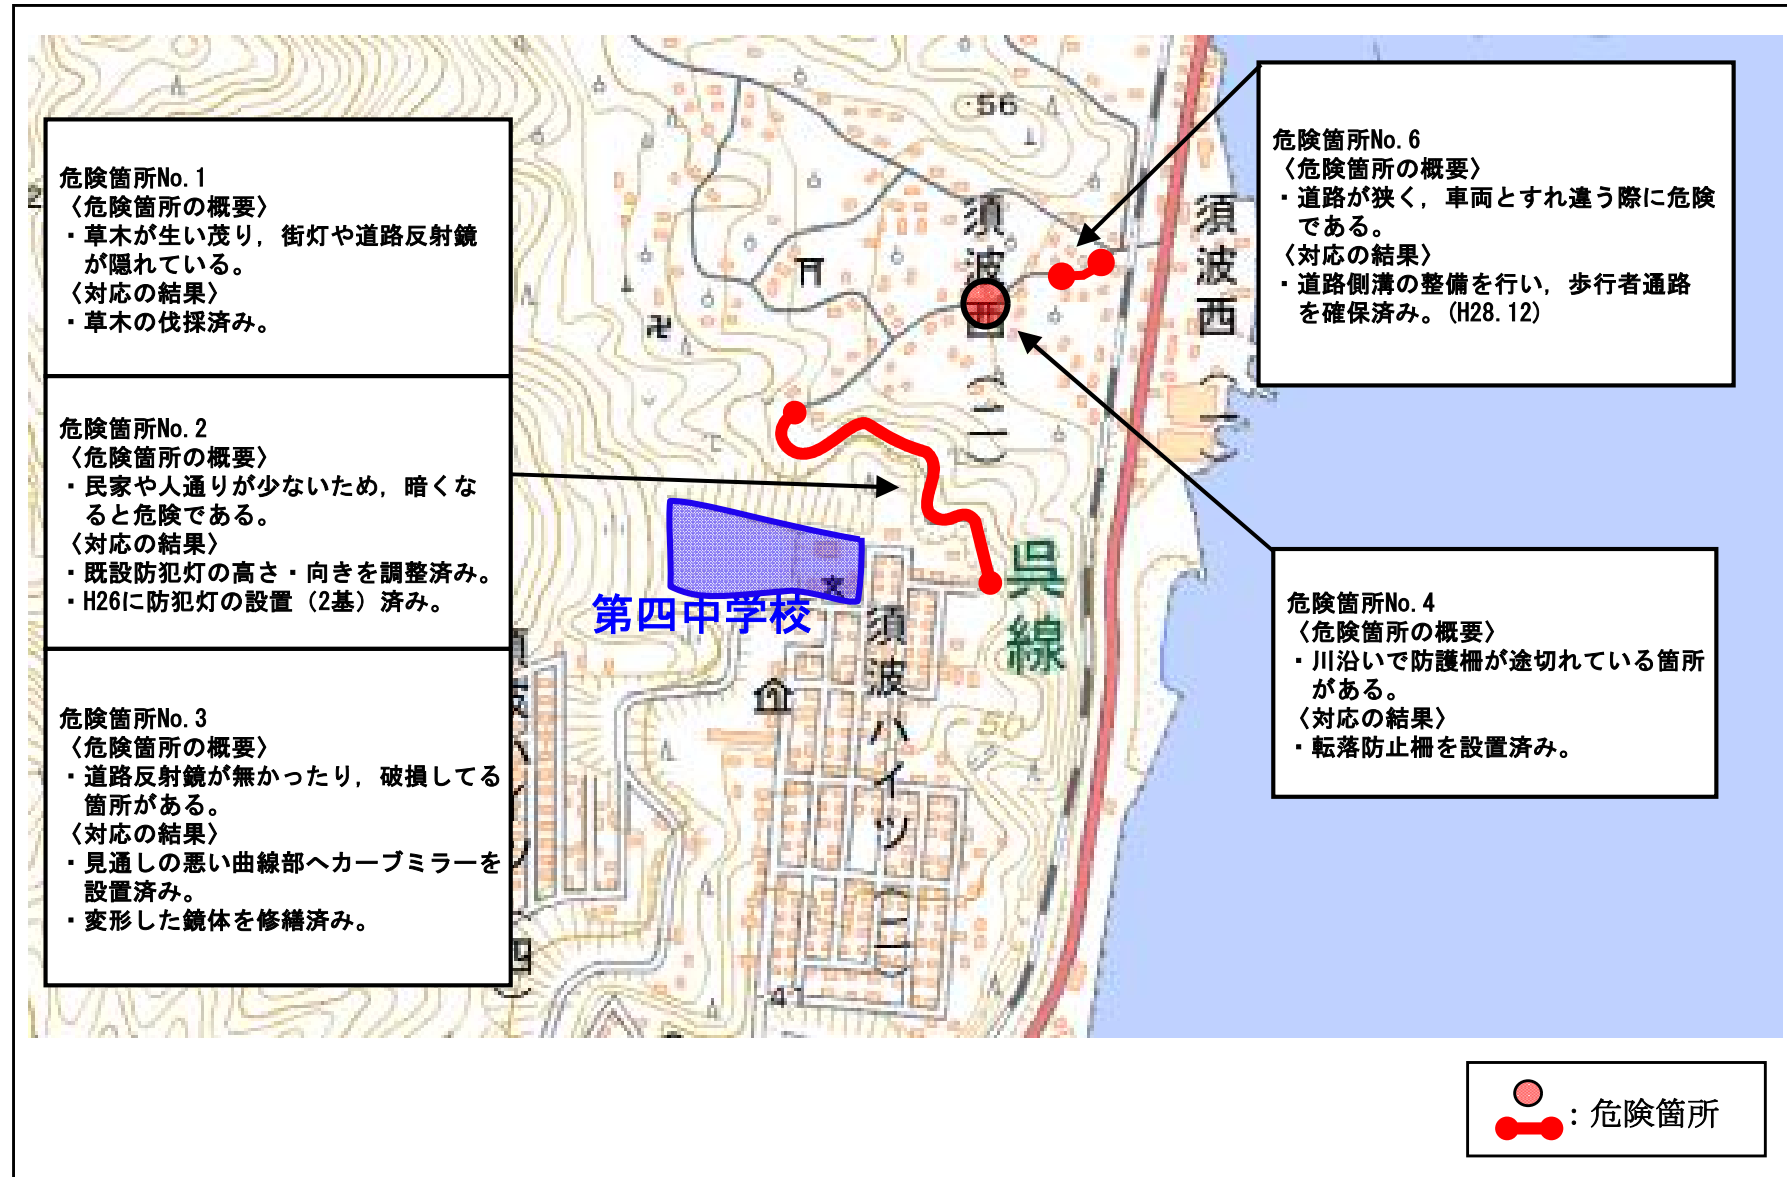 危険箇所No.1
〈危険箇所の概要〉
・草木が生い茂り，街灯や道路反射鏡
が隠れている。
〈対応の結果〉
・草木の伐採済み。
危険箇所No.2
〈危険箇所の概要〉
・民家や人通りが少ないため，暗くな
ると危険である。
〈対応の結果〉
・既設防犯灯の高さ・向きを調整済み。
・H26に防犯灯の設置（2基）済み。
危険箇所No.3
〈危険箇所の概要〉
・道路反射鏡が無かったり，破損してる
箇所がある。
〈対応の結果〉
・見通しの悪い曲線部へカーブミラーを
設置済み。
・変形した鏡体を修繕済み。
・56
須波西（二）
須波西（一）
第四中学校
呉線
須波ハイツ（二）
50
危険箇所No.6
〈危険箇所の概要〉
・道路が狭く，車両とすれ違う際に危険
である。
〈対応の結果〉
・道路側溝の整備を行い，歩行者通路
を確保済み。(H28.12)
危険箇所No.4
〈危険箇所の概要〉
・川沿いで防護柵が途切れている箇所
がある。
〈対応の結果〉
・転落防止柵を設置済み。
：危険箇所